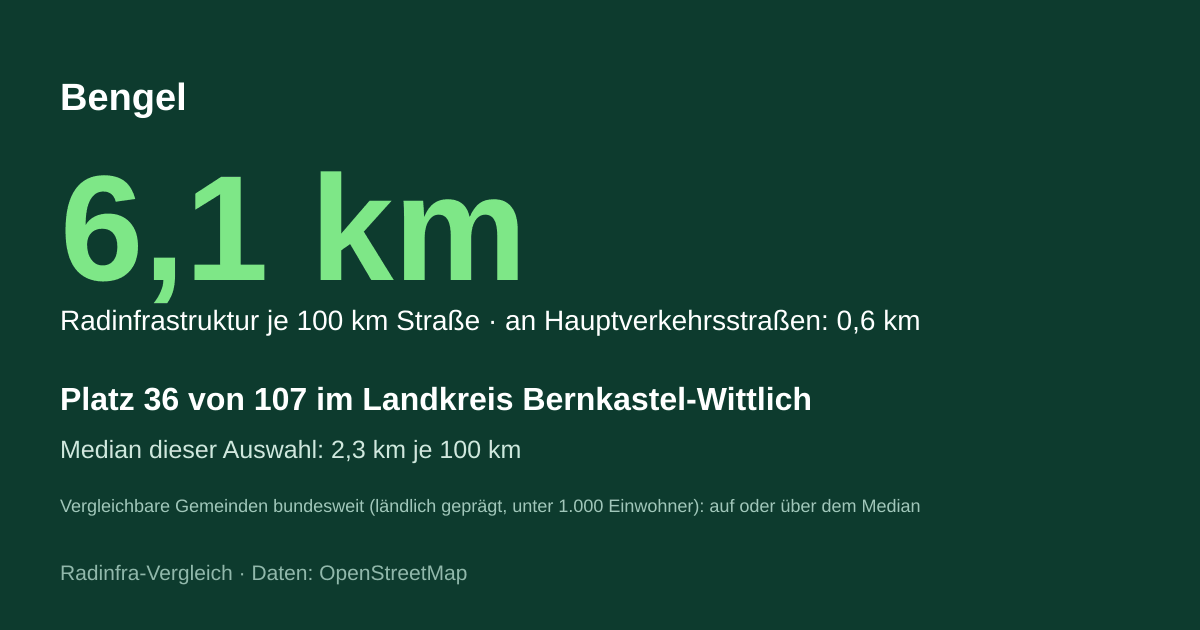 Bengel
6,1 km
Radinfrastruktur je 100 km Straße · an Hauptverkehrsstraßen: 0,6 km
Platz 36 von 107 im Landkreis Bernkastel-Wittlich
Median dieser Auswahl: 2,3 km je 100 km
Vergleichbare Gemeinden bundesweit (ländlich geprägt, unter 1.000 Einwohner): auf oder über dem Median
Radinfra-Vergleich · Daten: OpenStreetMap